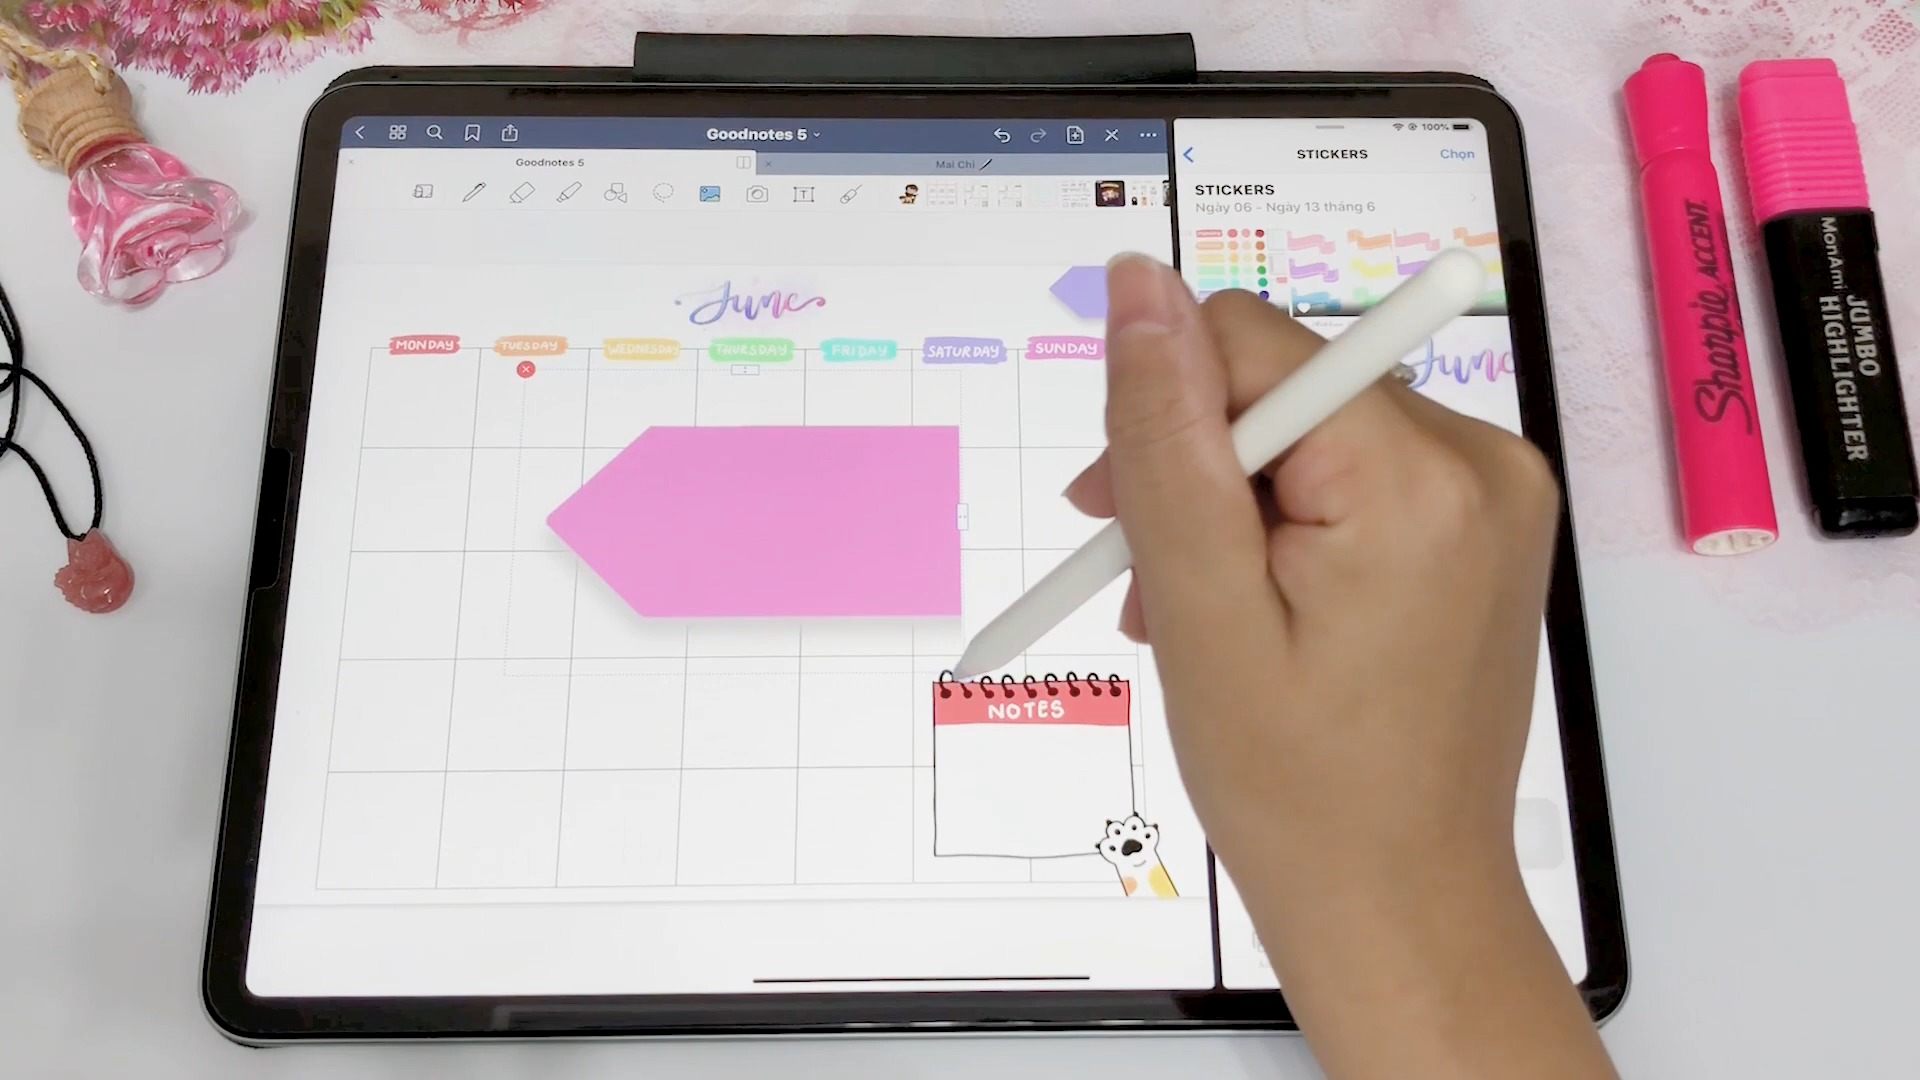 Goodnotes 5
Goodnotes 5
Mai Chi
100%
STICKERS
Chọn
STICKERS
Ngày 06 - Ngày 13 tháng 6
June
MONDAY
TUESDAY
WEDNESDAY
THURSDAY
FRIDAY
SATURDAY
SUNDAY
June
NOTES
Sharpie ACCENT
MonAmi JUMBO
HIGHLIGHTER